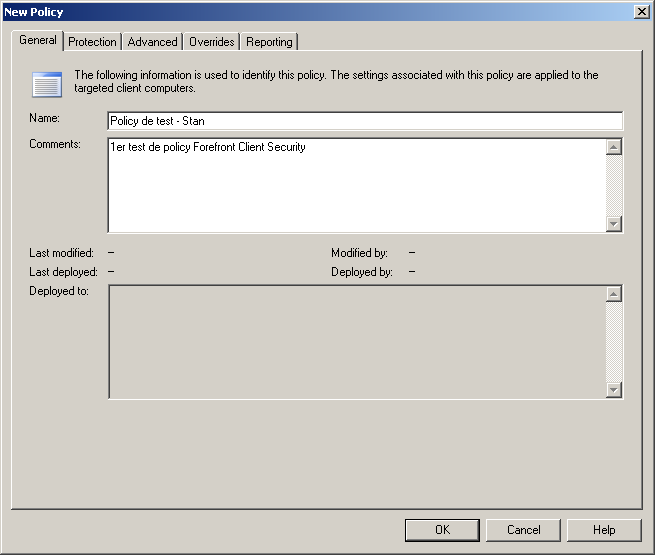 New Policy
General Protection Advanced Overrides Reporting
The following information is used to identify this policy. The settings associated with this policy are applied to the
targeted client computers.
Name: Policy de test - Stan
Comments: 1er test de policy Forefront Client Security
Last modified: – Modified by: –
Last deployed: – Deployed by: –
Deployed to:
OK Cancel Help